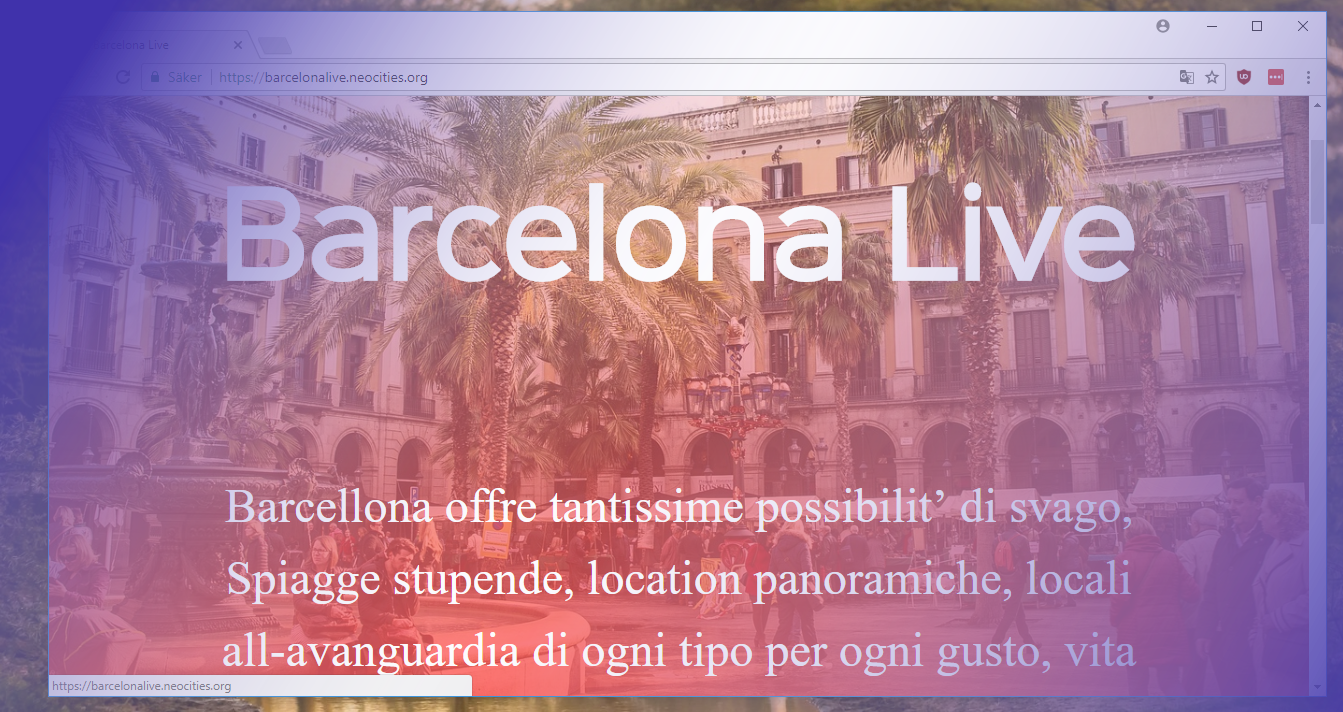 Barcelona Live
Säker | https://barcelonalive.neocities.org
Barcelona Live
Barcellona offre tantissime possibilit’ di svago,
Spiagge stupende, location panoramiche, locali
all-avanguardia di ogni tipo per ogni gusto, vita
https://barcelonalive.neocities.org